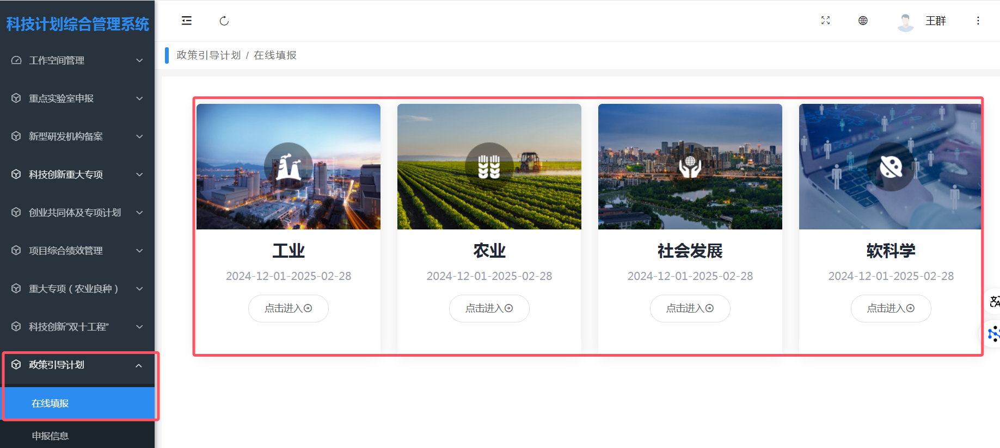 科技计划综合管理系统
王群
工作空间管理
政策引导计划 / 在线填报
重点实验室申报
新型研发机构备案
科技创新重大专项
创业共同体及专项计划
项目综合绩效管理
重大专项（农业良种）
科技创新“双十工程”
政策引导计划
在线填报
申报信息
工业
2024-12-01-2025-02-28
点击进入
农业
2024-12-01-2025-02-28
点击进入
社会发展
2024-12-01-2025-02-28
点击进入
软科学
2024-12-01-2025-02-28
点击进入